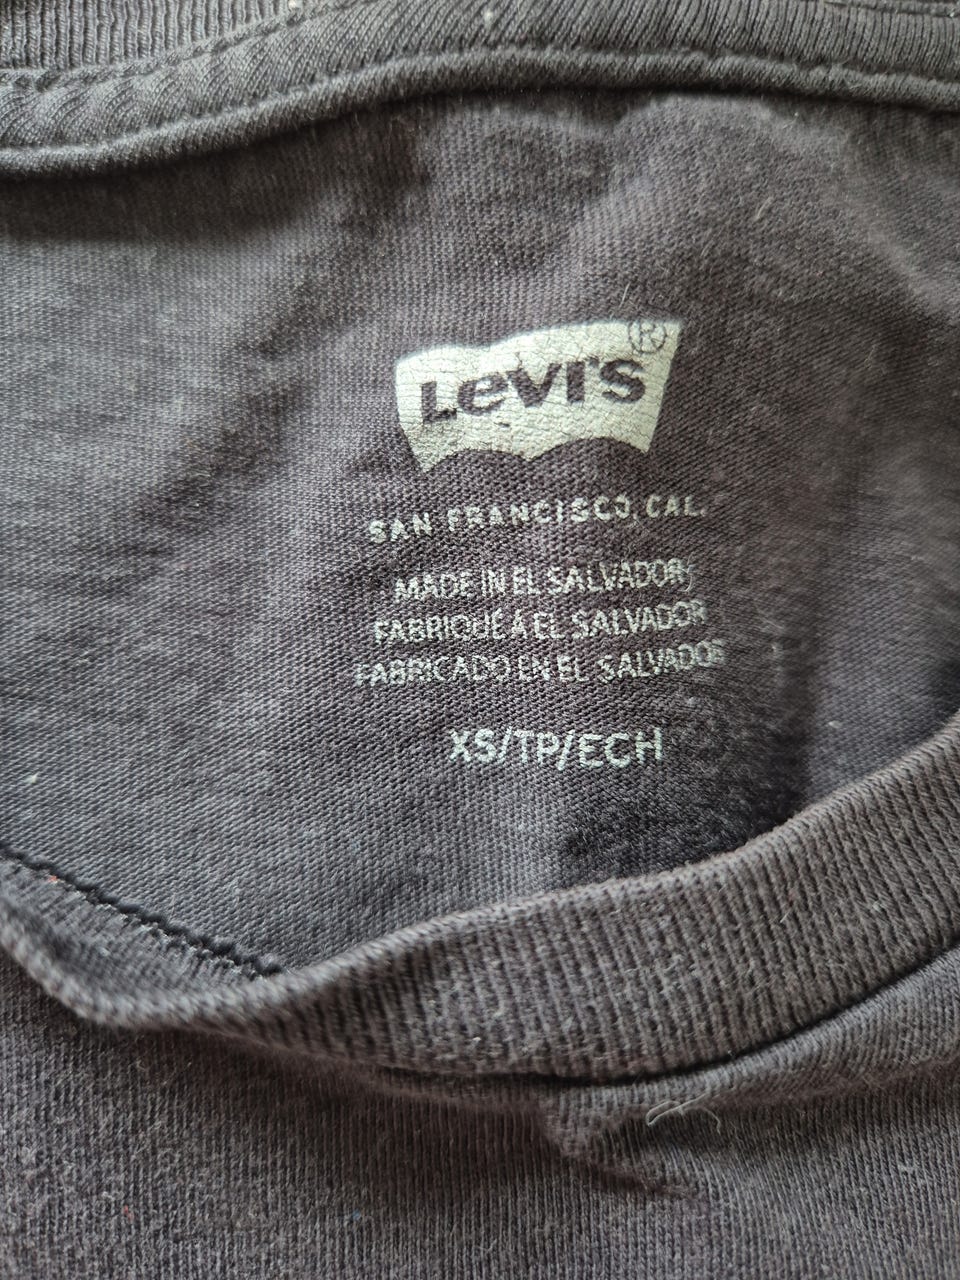 Levi's ®
SAN FRANCISCO, CAL.
MADE IN EL SALVADOR/
FABRIQUÉ À EL SALVADOR
FABRICADO EN EL SALVADOR
XS/TP/ECH